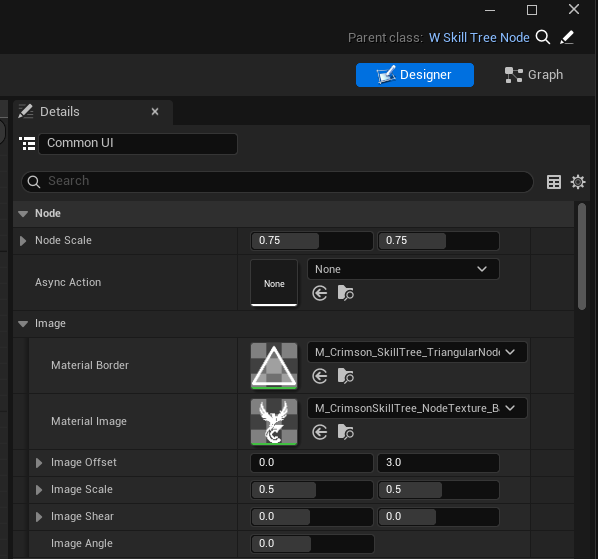 Parent class: W Skill Tree Node
Designer
Graph
Details
Common UI
Search
Node
Node Scale 0.75 0.75
Async Action None None
Image
Material Border M_Crimson_SkillTree_TriangularNode
Material Image M_CrimsonSkillTree_NodeTexture_B
Image Offset 0.0 3.0
Image Scale 0.5 0.5
Image Shear 0.0 0.0
Image Angle 0.0